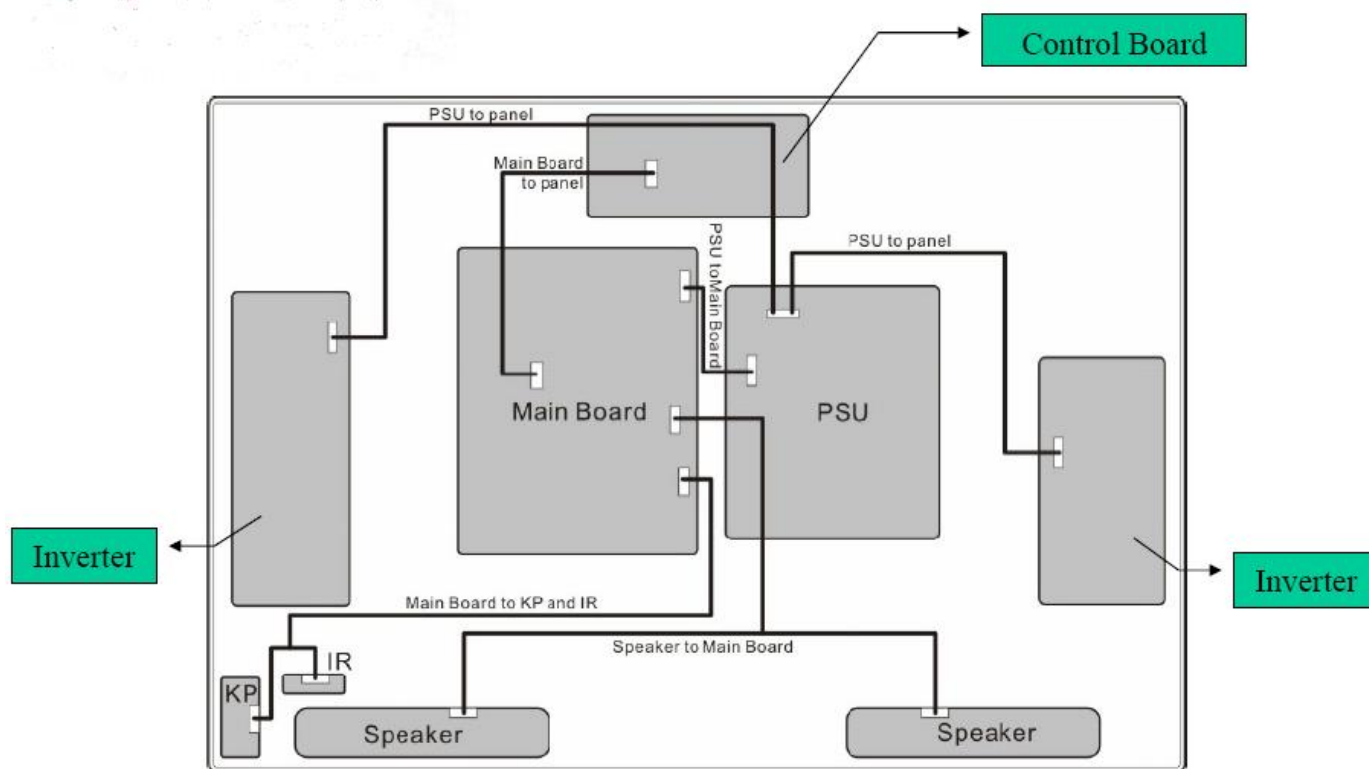 Control Board
PSU to panel
Main Board
to panel
PSU toMain Board
PSU to panel
Main Board
PSU
Inverter
Inverter
Main Board to KP and IR
Speaker to Main Board
IR
KP
Speaker
Speaker